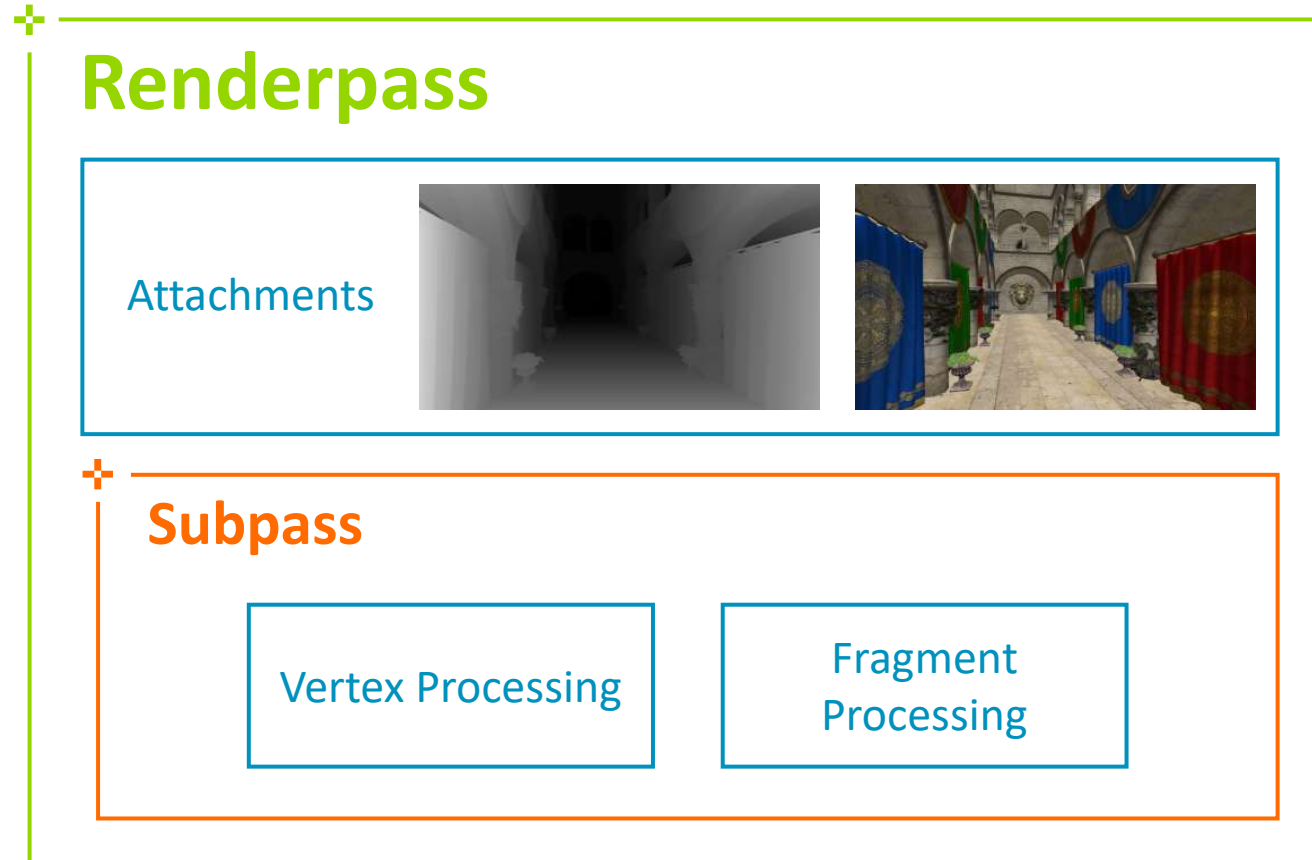 Renderpass
Attachments
Subpass
Vertex Processing
Fragment
Processing